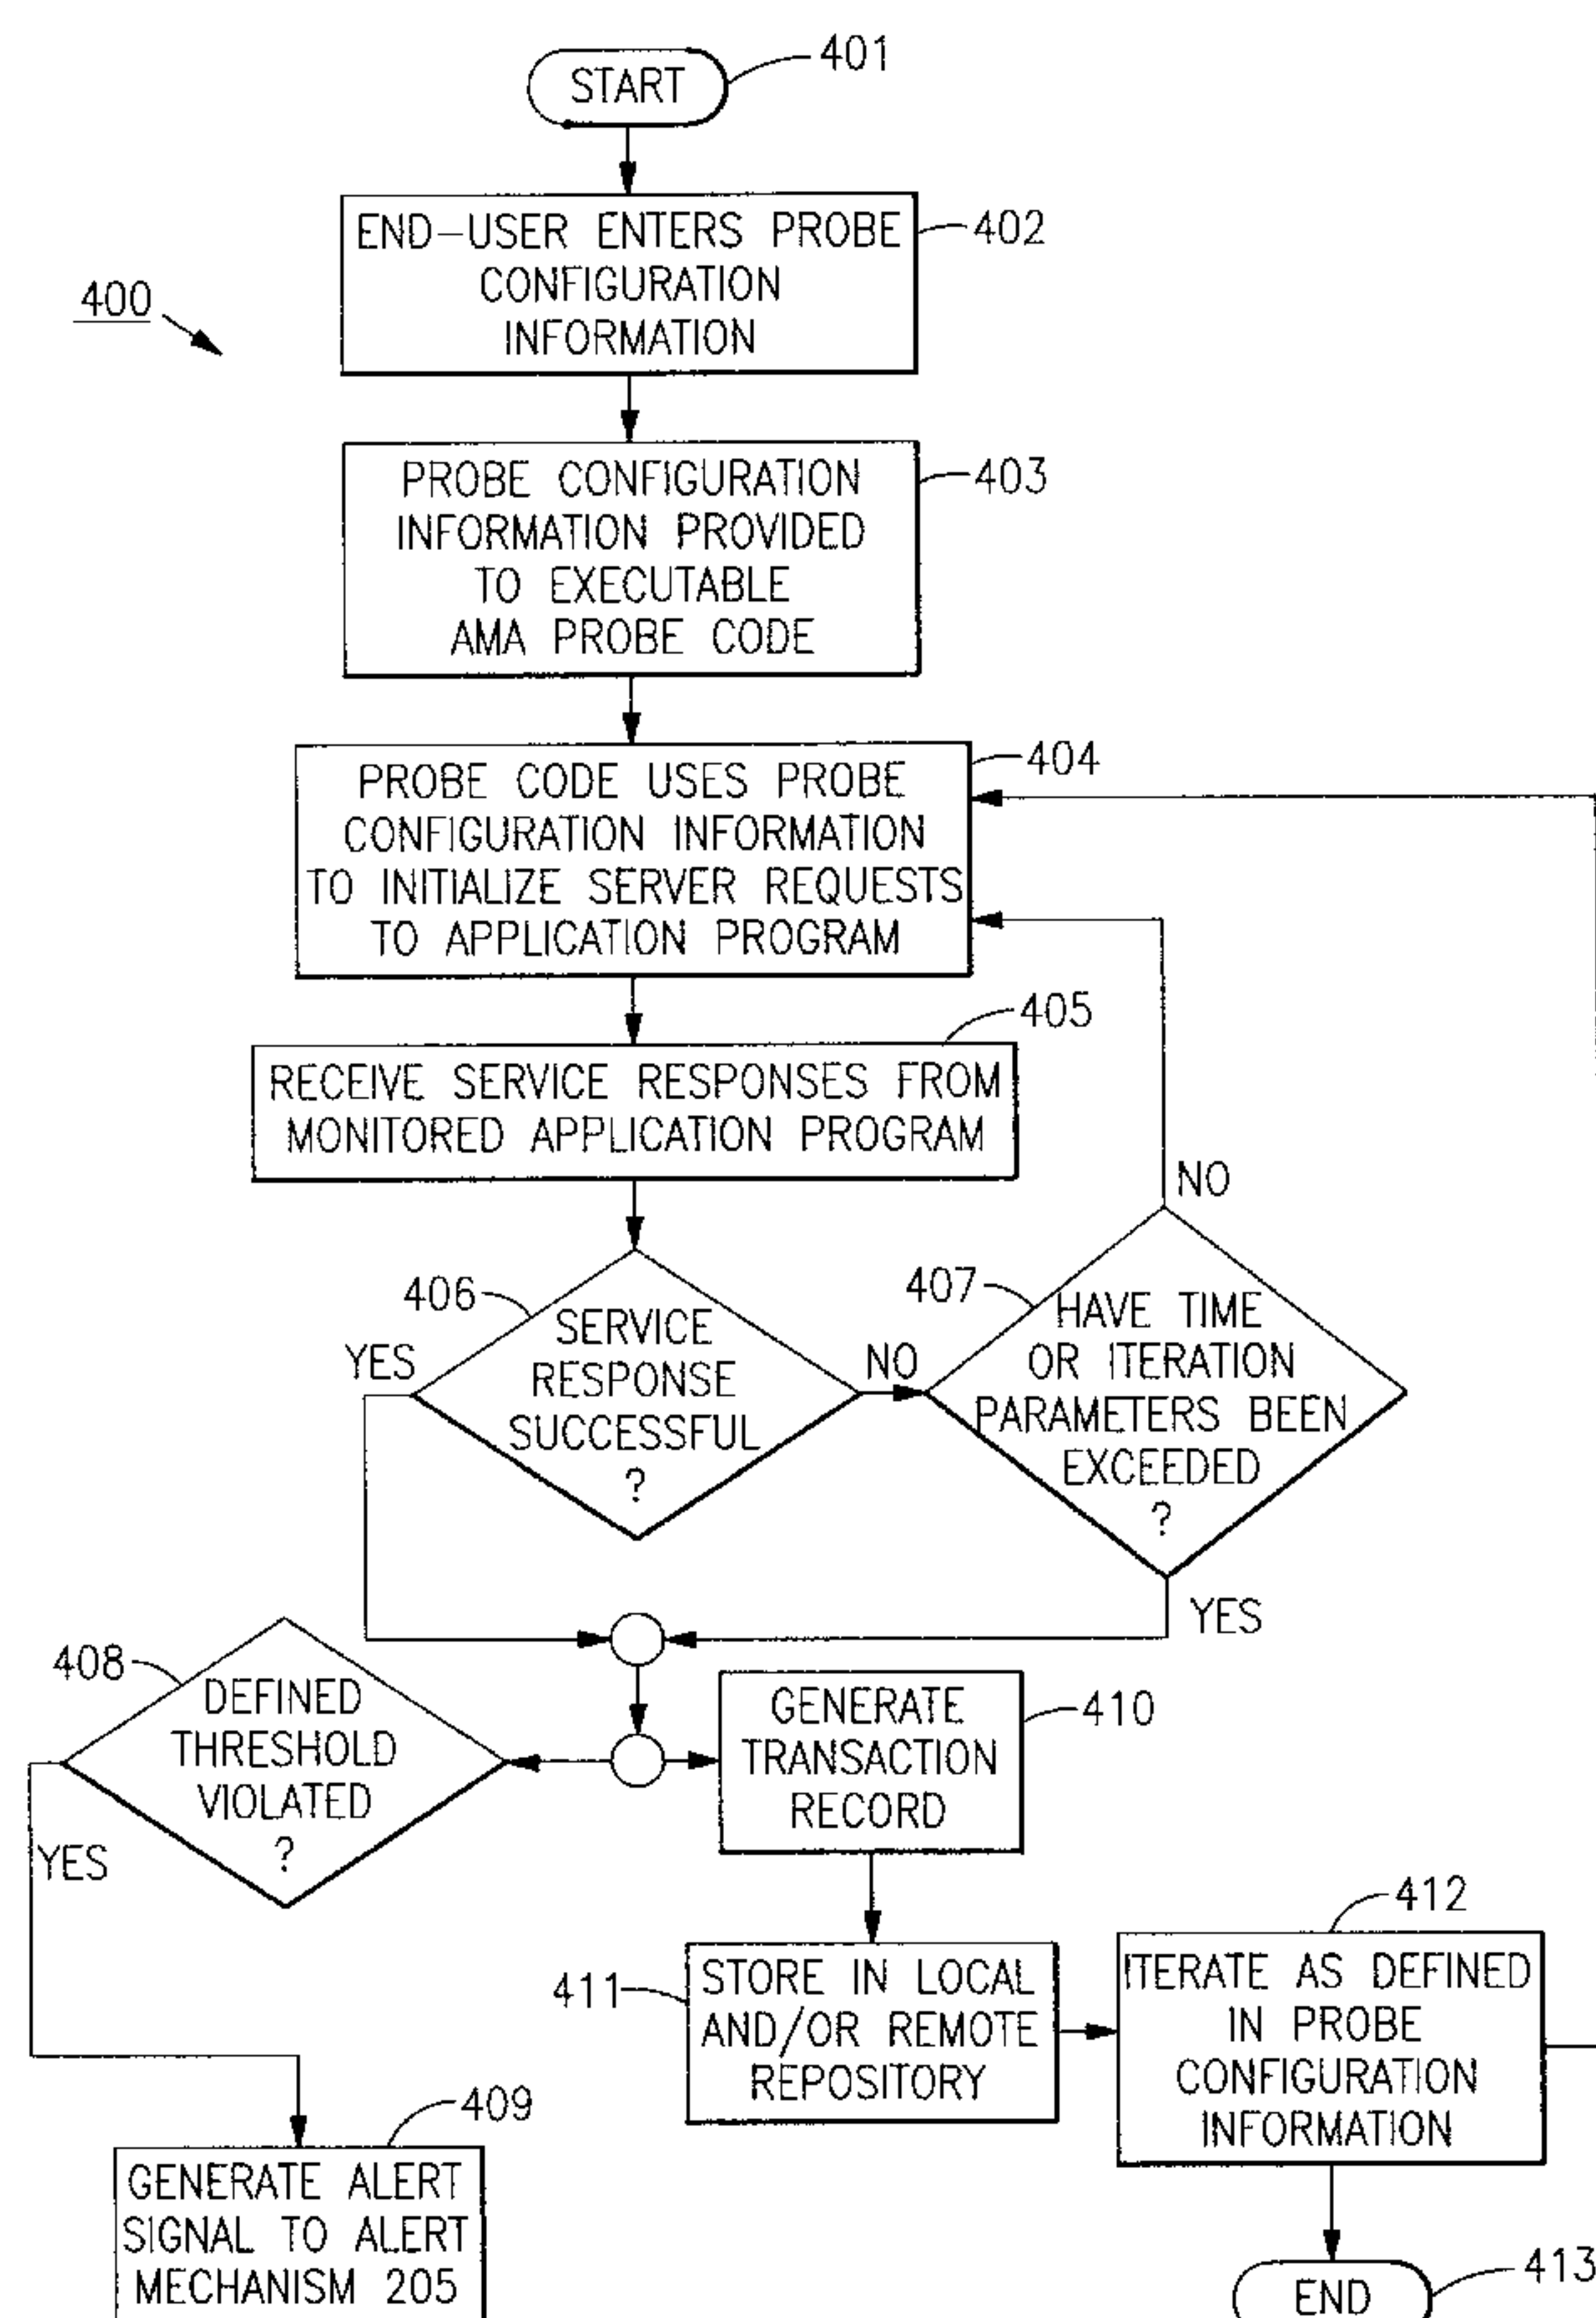 START
401
END-USER ENTERS PROBE
CONFIGURATION
INFORMATION
402
400
PROBE CONFIGURATION
INFORMATION PROVIDED
TO EXECUTABLE
AMA PROBE CODE
403
PROBE CODE USES PROBE
CONFIGURATION INFORMATION
TO INITIALIZE SERVER REQUESTS
TO APPLICATION PROGRAM
404
405
RECEIVE SERVICE RESPONSES FROM
MONITORED APPLICATION PROGRAM
406
SERVICE
RESPONSE
SUCCESSFUL
?
YES
NO
407
HAVE TIME
OR ITERATION
PARAMETERS BEEN
EXCEEDED
?
NO
YES
408
DEFINED
THRESHOLD
VIOLATED
?
YES
GENERATE
TRANSACTION
RECORD
410
411
STORE IN LOCAL
AND/OR REMOTE
REPOSITORY
412
ITERATE AS DEFINED
IN PROBE
CONFIGURATION
INFORMATION
409
GENERATE ALERT
SIGNAL TO ALERT
MECHANISM 205
END
413